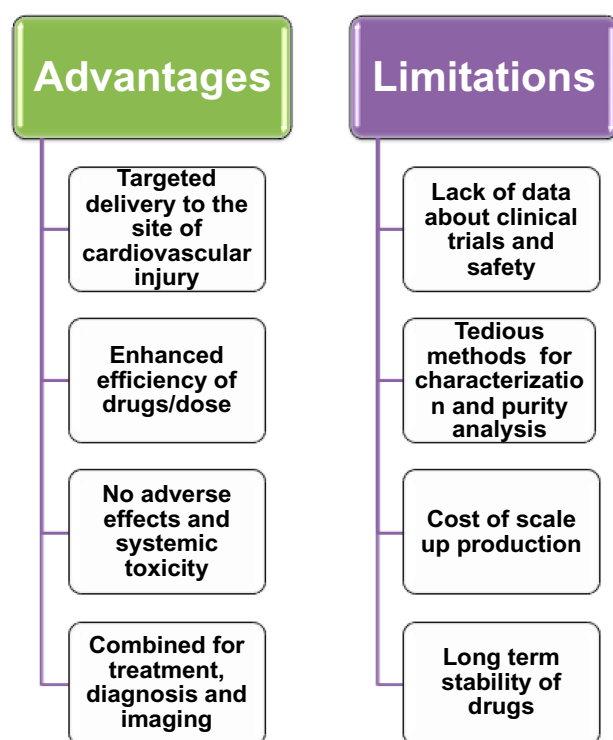 Advantages
Targeted
delivery to the
site of
cardiovascular
injury
Enhanced
efficiency of
drugs/dose
No adverse
effects and
systemic
toxicity
Combined for
treatment,
diagnosis and
imaging
Limitations
Lack of data
about clinical
trials and
safety
Tedious
methods for
characterizatio
n and purity
analysis
Cost of scale
up production
Long term
stability of
drugs